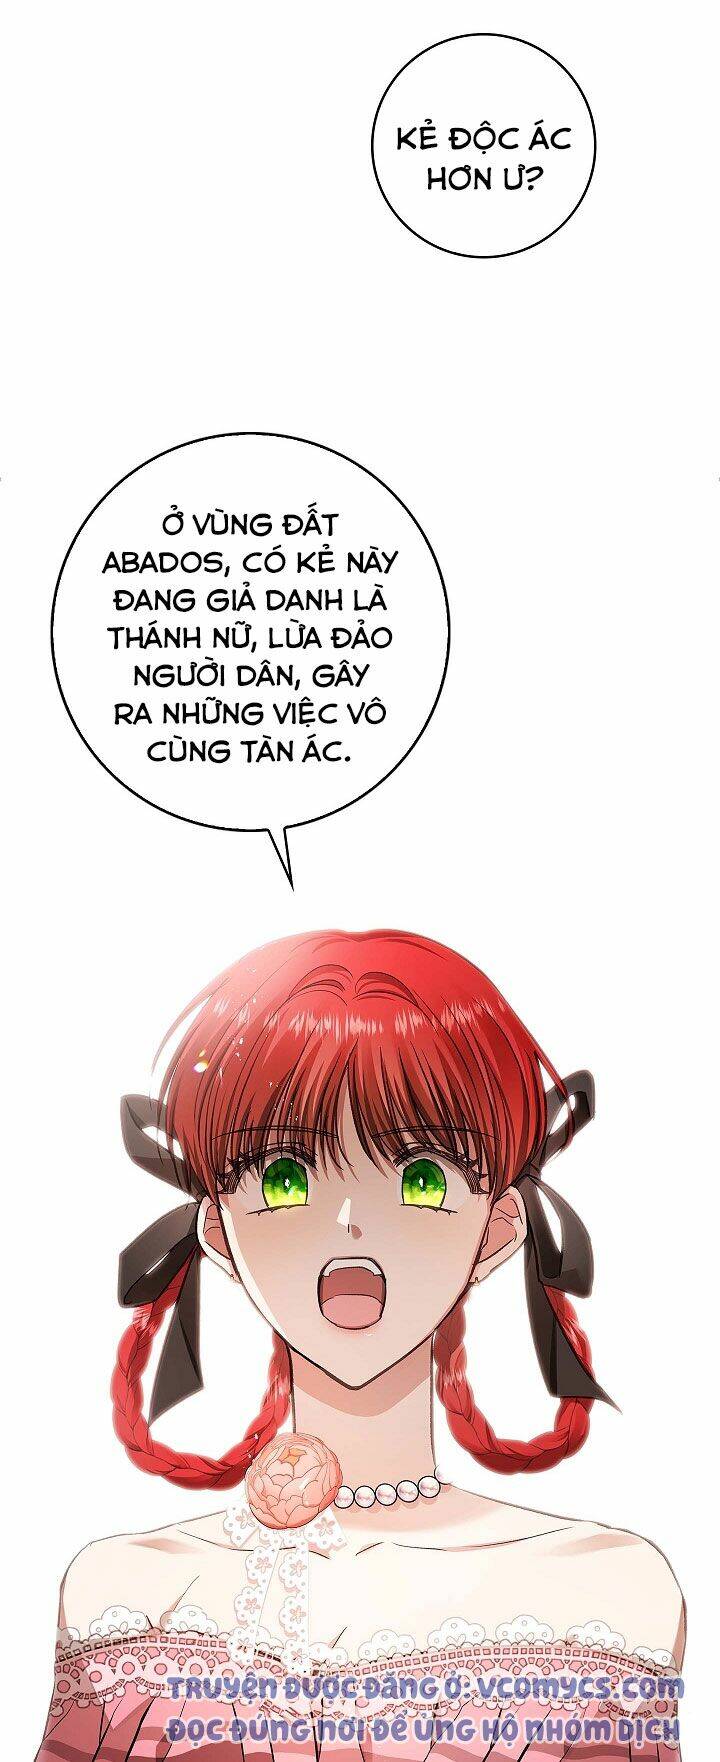 KẺ ĐỘC ÁC
HƠN Ư?
Ở VÙNG ĐẤT
ABADOS, CÓ KẺ NÀY
ĐANG GIẢ DANH LÀ
THÁNH NỮ, LỪA ĐẢO
NGƯỜI DÂN, GÂY
RA NHỮNG VIỆC VÔ
CÙNG TÀN ÁC.
TRUYỆN ĐƯỢC ĐĂNG Ở: VCOMYCS.COM
ĐỌC ĐÚNG NƠI ĐỂ ỦNG HỘ NHÓM DỊCH